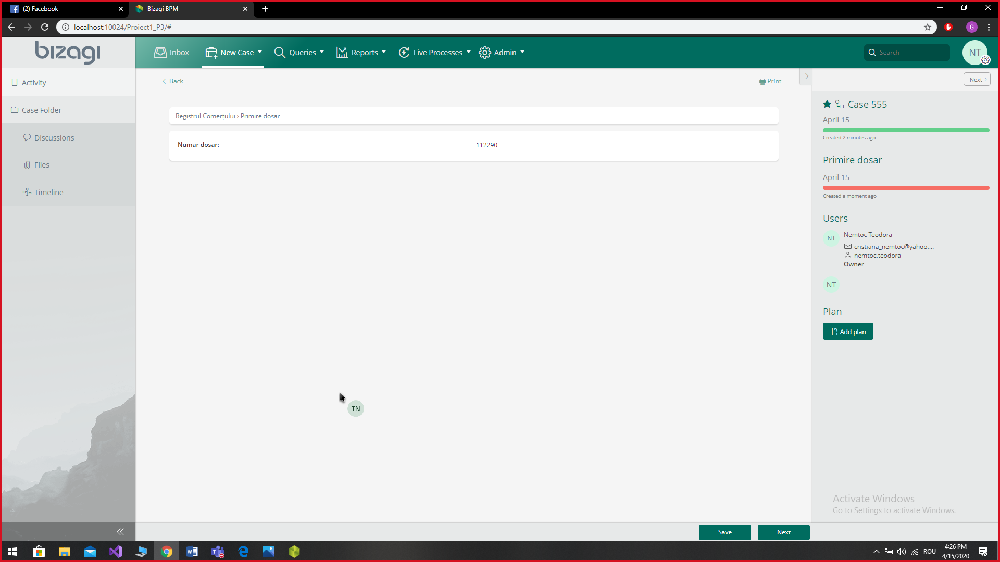 (2) Facebook
Bizagi BPM
localhost:10024/Proiect1_P3/#
G
bizagi
Inbox
New Case
Queries
Reports
Live Processes
Admin
Search
NT
Activity
Case Folder
Discussions
Files
Timeline
Back
Print
Next
Registrul Comerțului › Primire dosar
Numar dosar:
112290
Case 555
April 15
Created 2 minutes ago
Primire dosar
April 15
Created a moment ago
Users
NT
Nemtoc Teodora
cristiana_nemtoc@yahoo....
nemtoc.teodora
Owner
NT
Plan
Add plan
TN
Activate Windows
Go to Settings to activate Windows.
Save
Next
ROU
4:26 PM
4/15/2020